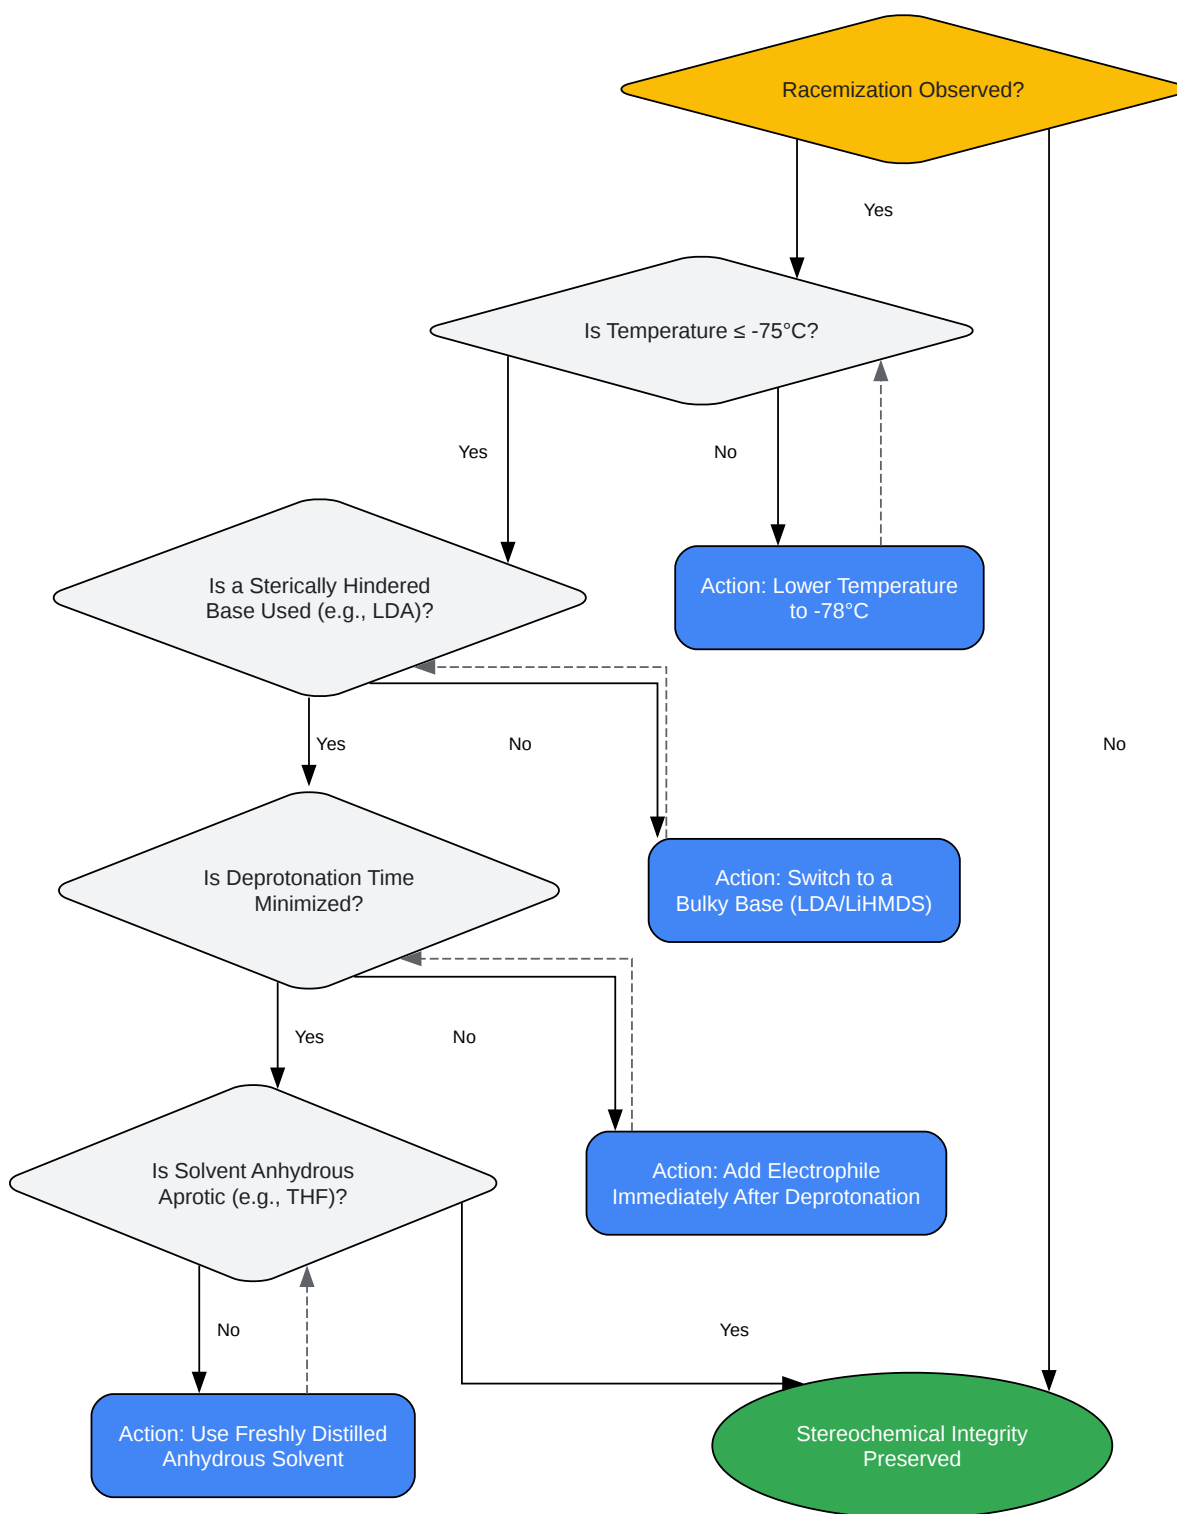 Racemization Observed?
Yes
Is Temperature ≤ -75°C?
Yes
No
Is a Sterically Hindered
Base Used (e.g., LDA)?
Action: Lower Temperature
to -78°C
Yes
No
No
Is Deprotonation Time
Minimized?
Action: Switch to a
Bulky Base (LDA/LiHMDS)
Yes
No
Is Solvent Anhydrous
Aprotic (e.g., THF)?
Action: Add Electrophile
Immediately After Deprotonation
No
Yes
Action: Use Freshly Distilled
Anhydrous Solvent
Stereochemical Integrity
Preserved